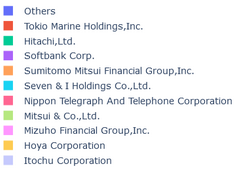 Others
Tokio Marine Holdings,Inc.
Hitachi,Ltd.
Softbank Corp.
Sumitomo Mitsui Financial Group,Inc.
Seven & I Holdings Co.,Ltd.
Nippon Telegraph And Telephone Corporation
Mitsui & Co.,Ltd.
Mizuho Financial Group,Inc.
Hoya Corporation
Itochu Corporation